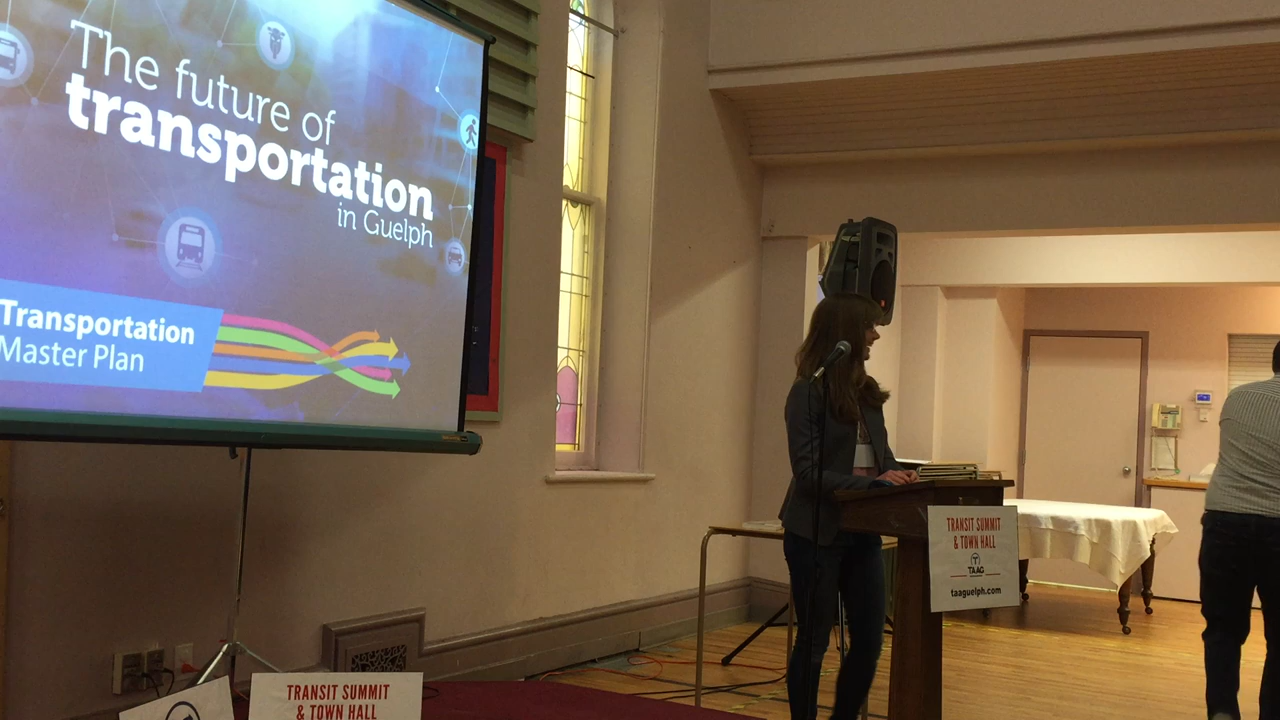 The future of
transportation
in Guelph
Transportation
Master Plan
TRANSIT SUMMIT
& TOWN HALL
TAAG
taaguelph.com
TRANSIT SUMMIT
& TOWN HALL